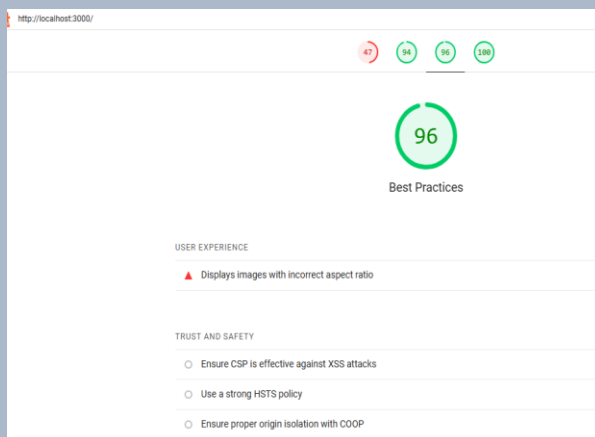 http://localhost:3000/
47 94 96 100
96
Best Practices
USER EXPERIENCE
Displays images with incorrect aspect ratio
TRUST AND SAFETY
Ensure CSP is effective against XSS attacks
Use a strong HSTS policy
Ensure proper origin isolation with COOP